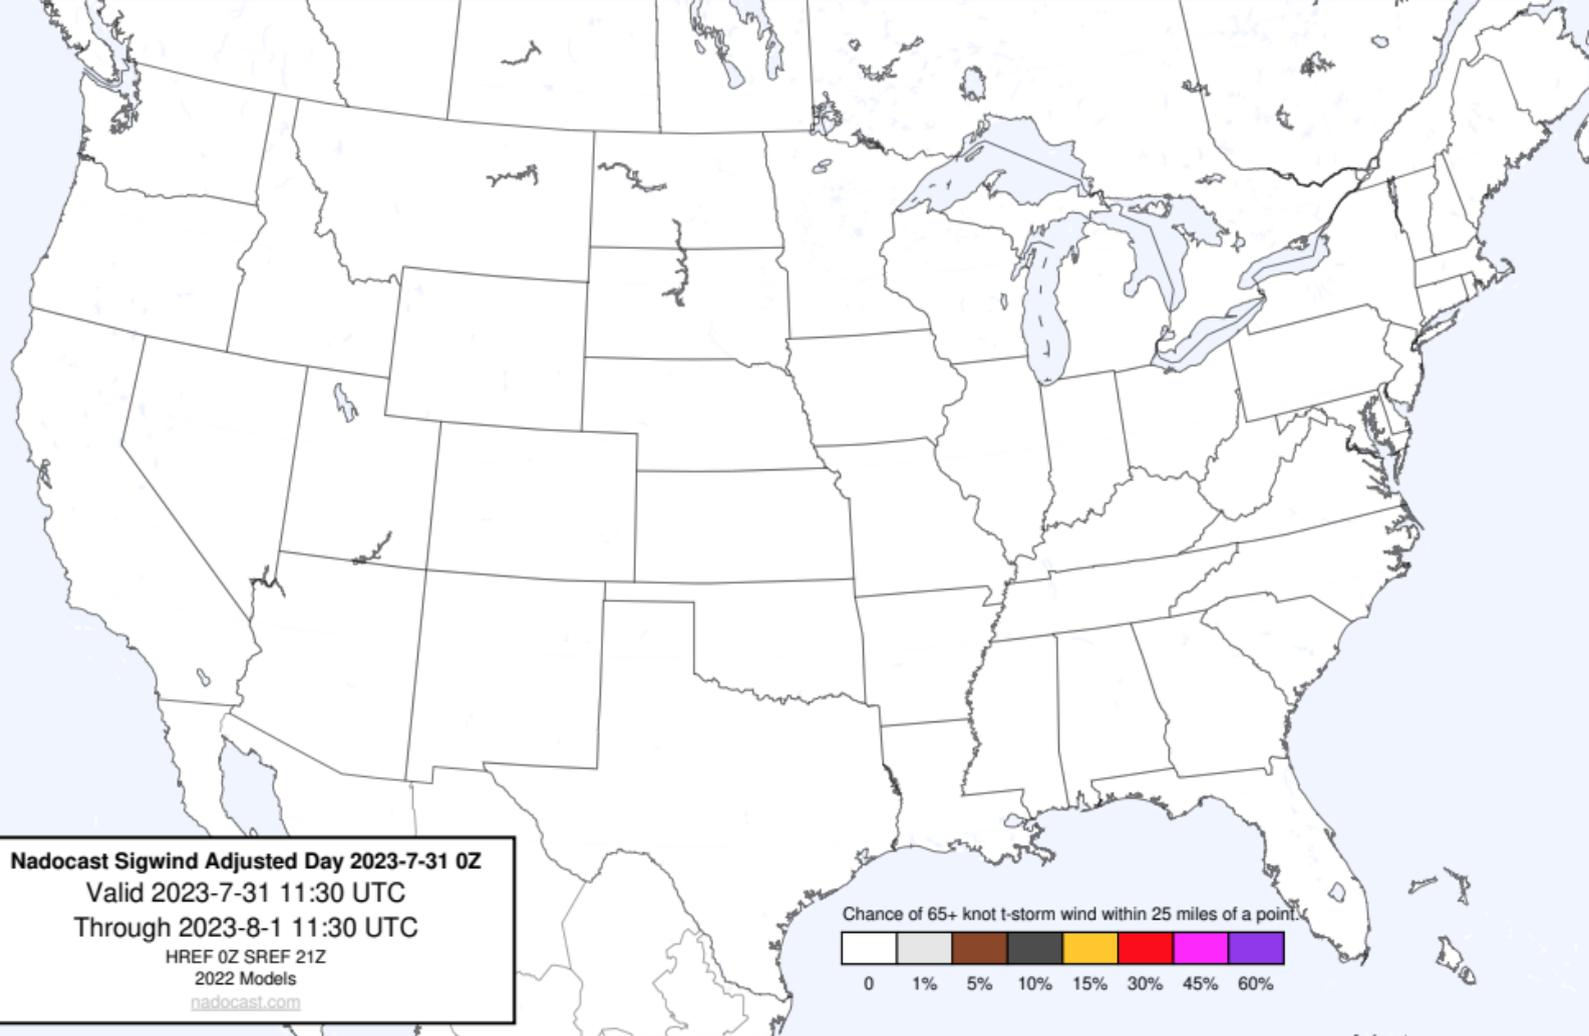 Nadocast Sigwind Adjusted Day 2023-7-31 0Z
Valid 2023-7-31 11:30 UTC
Through 2023-8-1 11:30 UTC
HREF 0Z SREF 21Z
2022 Models
nadocast.com
Chance of 65+ knot t-storm wind within 25 miles of a point.
0 1% 5% 10% 15% 30% 45% 60%